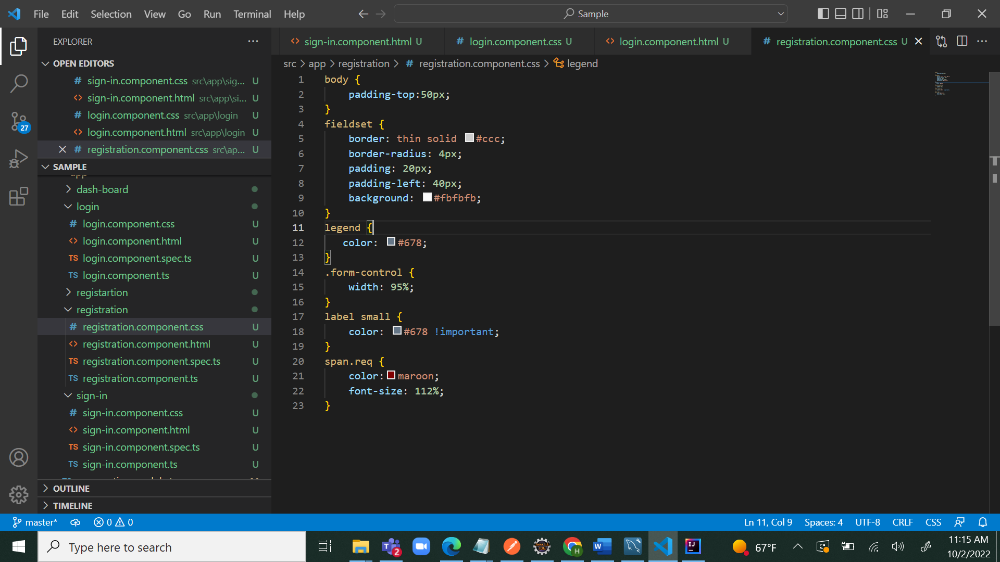 File Edit Selection View Go Run Terminal Help
Sample
EXPLORER
sign-in.component.html U
login.component.css U
login.component.html U
registration.component.css U
OPEN EDITORS
sign-in.component.css src\app\sig... U
sign-in.component.html src\app\si... U
login.component.css src\app\login U
login.component.html src\app\login U
registration.component.css src\ap... U
SAMPLE
app
dash-board
login
login.component.css U
login.component.html U
TS login.component.spec.ts U
TS login.component.ts U
registartion
registration
registration.component.css U
registration.component.html U
TS registration.component.spec.ts U
TS registration.component.ts U
sign-in
sign-in.component.css U
sign-in.component.html U
TS sign-in.component.spec.ts U
TS sign-in.component.ts U
OUTLINE
TIMELINE
27
src > app > registration > # registration.component.css > legend
1 body {
2 padding-top:50px;
3 }
4 fieldset {
5 border: thin solid #ccc;
6 border-radius: 4px;
7 padding: 20px;
8 padding-left: 40px;
9 background: #fbfbfb;
10 }
11 legend {
12 color: #678;
13 }
14 .form-control {
15 width: 95%;
16 }
17 label small {
18 color: #678 !important;
19 }
20 span.req {
21 color: maroon;
22 font-size: 112%;
23 }
master* 0 0
Ln 11, Col 9 Spaces: 4 UTF-8 CRLF CSS
Type here to search
2
67°F
11:15 AM
10/2/2022